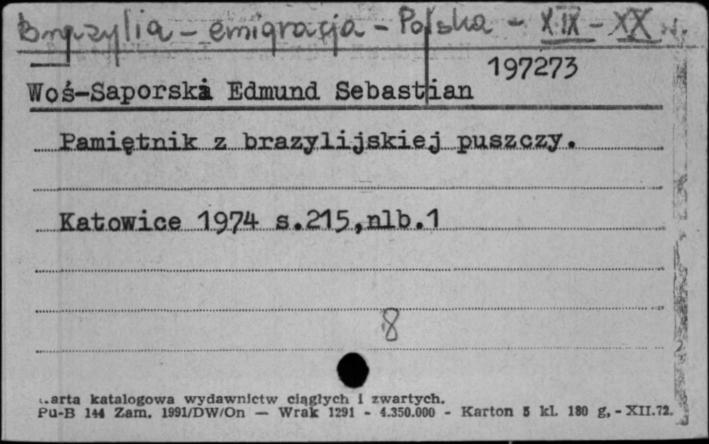 Brazylia - emigracja - Polska - XIX - XX w.
197273
Woś-Saporski Edmund Sebastian
Pamiętnik z brazylijskiej puszczy.
Katowice 1974 s.215,nlb.1
8
Karta katalogowa wydawnictw ciągłych i zwartych.
Pu-B 144 Zam. 1991/DW/On — Wrak 1291 - 4.350.000 - Karton 5 kl. 180 g, - XII.72.